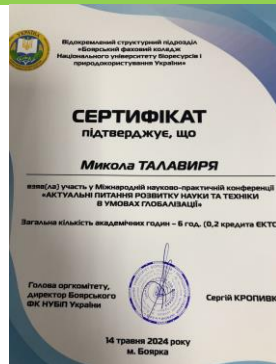 Відокремлений структурний підрозділ
«Боярський фаховий коледж
Національного університету біоресурсів і
природокористування України»
СЕРТИФІКАТ
підтверджує, що
Микола ТАЛАВИРЯ
взяв(ла) участь у Міжнародній науково-практичній конференції
«АКТУАЛЬНІ ПИТАННЯ РОЗВИТКУ НАУКИ ТА ТЕХНІКИ
В УМОВАХ ГЛОБАЛІЗАЦІЇ»
Загальна кількість академічних годин – 6 год. (0,2 кредита ЄКТС
Голова оргкомітету,
директор Боярського
ФК НУБіП України
Сергій КРОПИВК
14 травня 2024 року
м. Боярка